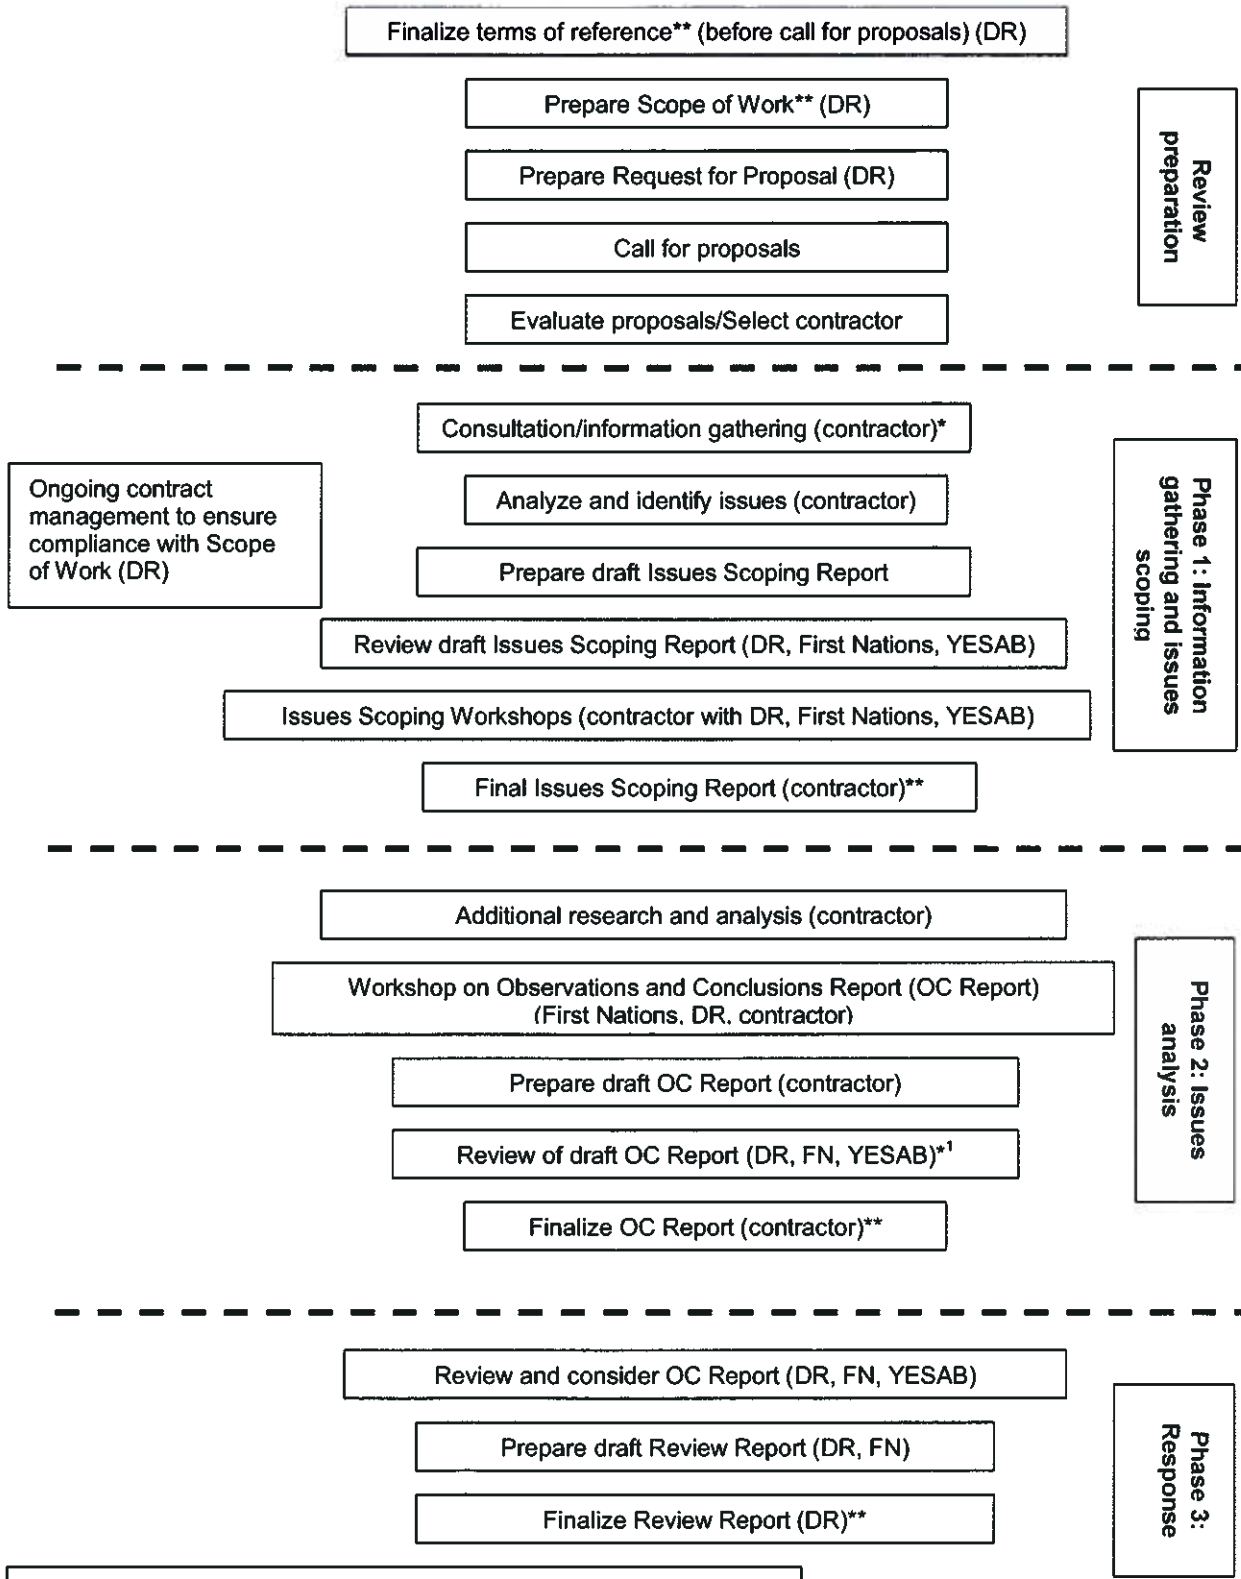 Finalize terms of reference** (before call for proposals) (DR)
Prepare Scope of Work** (DR)
Prepare Request for Proposal (DR)
Call for proposals
Evaluate proposals/Select contractor
Review
preparation
Consultation/information gathering (contractor)*
Ongoing contract
management to ensure
compliance with Scope
of Work (DR)
Analyze and identify issues (contractor)
Prepare draft Issues Scoping Report
Review draft Issues Scoping Report (DR, First Nations, YESAB)
Issues Scoping Workshops (contractor with DR, First Nations, YESAB)
Final Issues Scoping Report (contractor)**
Phase 1: Information
gathering and issues
scoping
Additional research and analysis (contractor)
Workshop on Observations and Conclusions Report (OC Report)
(First Nations, DR, contractor)
Prepare draft OC Report (contractor)
Review of draft OC Report (DR, FN, YESAB)*¹
Finalize OC Report (contractor)**
Phase 2: Issues
analysis
Review and consider OC Report (DR, FN, YESAB)
Prepare draft Review Report (DR, FN)
Finalize Review Report (DR)**
Phase 3:
Response